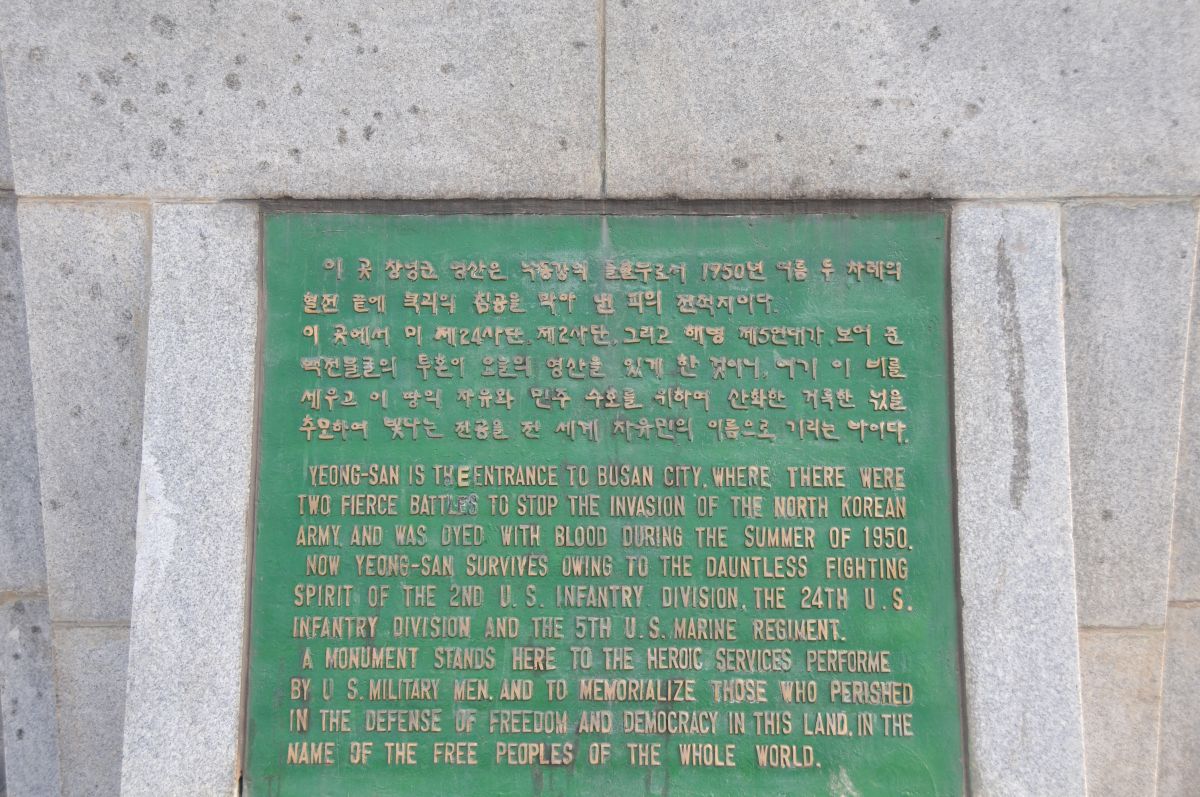 이 곳 창녕군 영산은 낙동강의 돌출부로서 1950년 여름 두 차례의
혈전 끝에 북괴의 침공을 막아 낸 피의 전적지이다.
이 곳에서 미 제24사단, 제2사단, 그리고 해병 제5연대가 보여 준
백전불굴의 투혼이 오늘의 영산을 있게 한 것이니, 여기 이 비를
세우고 이 땅의 자유와 민주 수호를 위하여 산화한 거룩한 넋을
추모하여 빛나는 전공을 전 세계 자유민의 이름으로 기리는 바이다.
YEONG-SAN IS THE ENTRANCE TO BUSAN CITY, WHERE THERE WERE
TWO FIERCE BATTLES TO STOP THE INVASION OF THE NORTH KOREAN
ARMY, AND WAS DYED WITH BLOOD DURING THE SUMMER OF 1950.
NOW YEONG-SAN SURVIVES OWING TO THE DAUNTLESS FIGHTING
SPIRIT OF THE 2ND U.S. INFANTRY DIVISION, THE 24TH U.S.
INFANTRY DIVISION AND THE 5TH U.S. MARINE REGIMENT.
A MONUMENT STANDS HERE TO THE HEROIC SERVICES PERFORME
BY U S. MILITARY MEN, AND TO MEMORIALIZE THOSE WHO PERISHED
IN THE DEFENSE OF FREEDOM AND DEMOCRACY IN THIS LAND, IN THE
NAME OF THE FREE PEOPLES OF THE WHOLE WORLD.